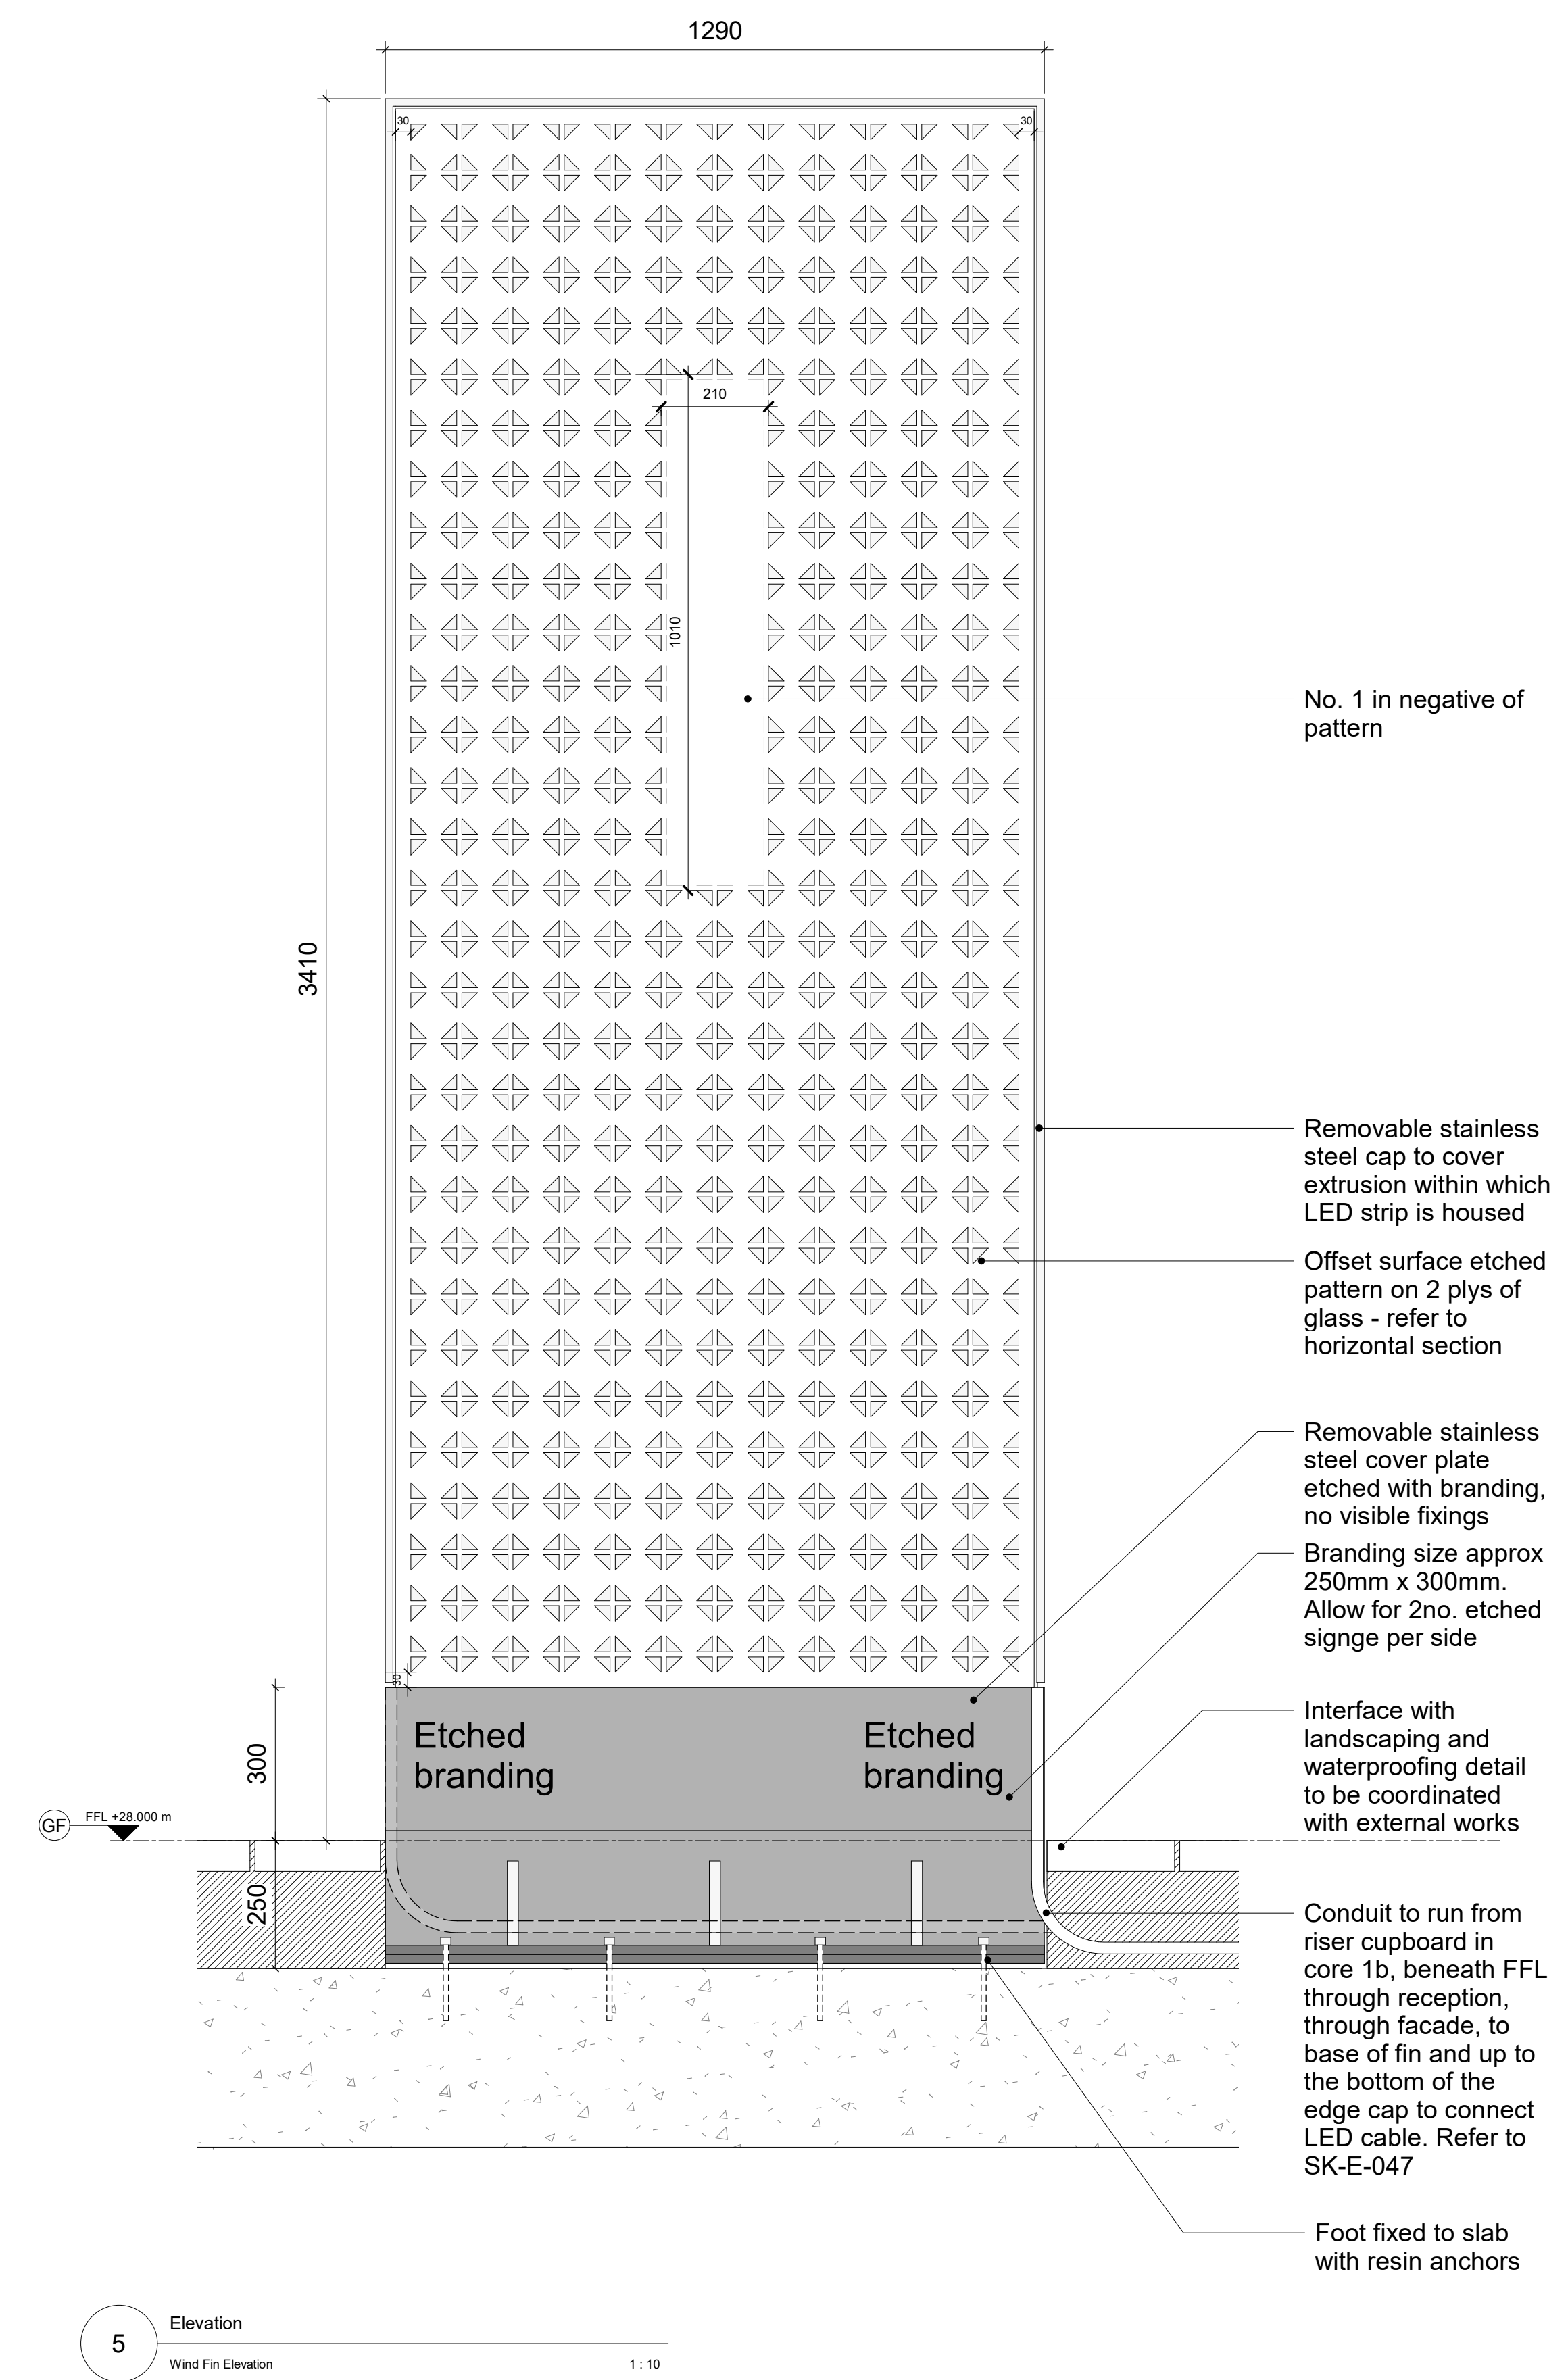 1290
30
30
210
1010
3410
No. 1 in negative of
pattern
Removable stainless
steel cap to cover
extrusion within which
LED strip is housed
Offset surface etched
pattern on 2 plys of
glass - refer to
horizontal section
Removable stainless
steel cover plate
etched with branding,
no visible fixings
Branding size approx
250mm x 300mm.
Allow for 2no. etched
signge per side
30
Etched
branding
Etched
branding
300
Interface with
landscaping and
waterproofing detail
to be coordinated
with external works
GF
FFL +28.000 m
250
Conduit to run from
riser cupboard in
core 1b, beneath FFL
through reception,
through facade, to
base of fin and up to
the bottom of the
edge cap to connect
LED cable. Refer to
SK-E-047
Foot fixed to slab
with resin anchors
5
Elevation
Wind Fin Elevation
1 : 10